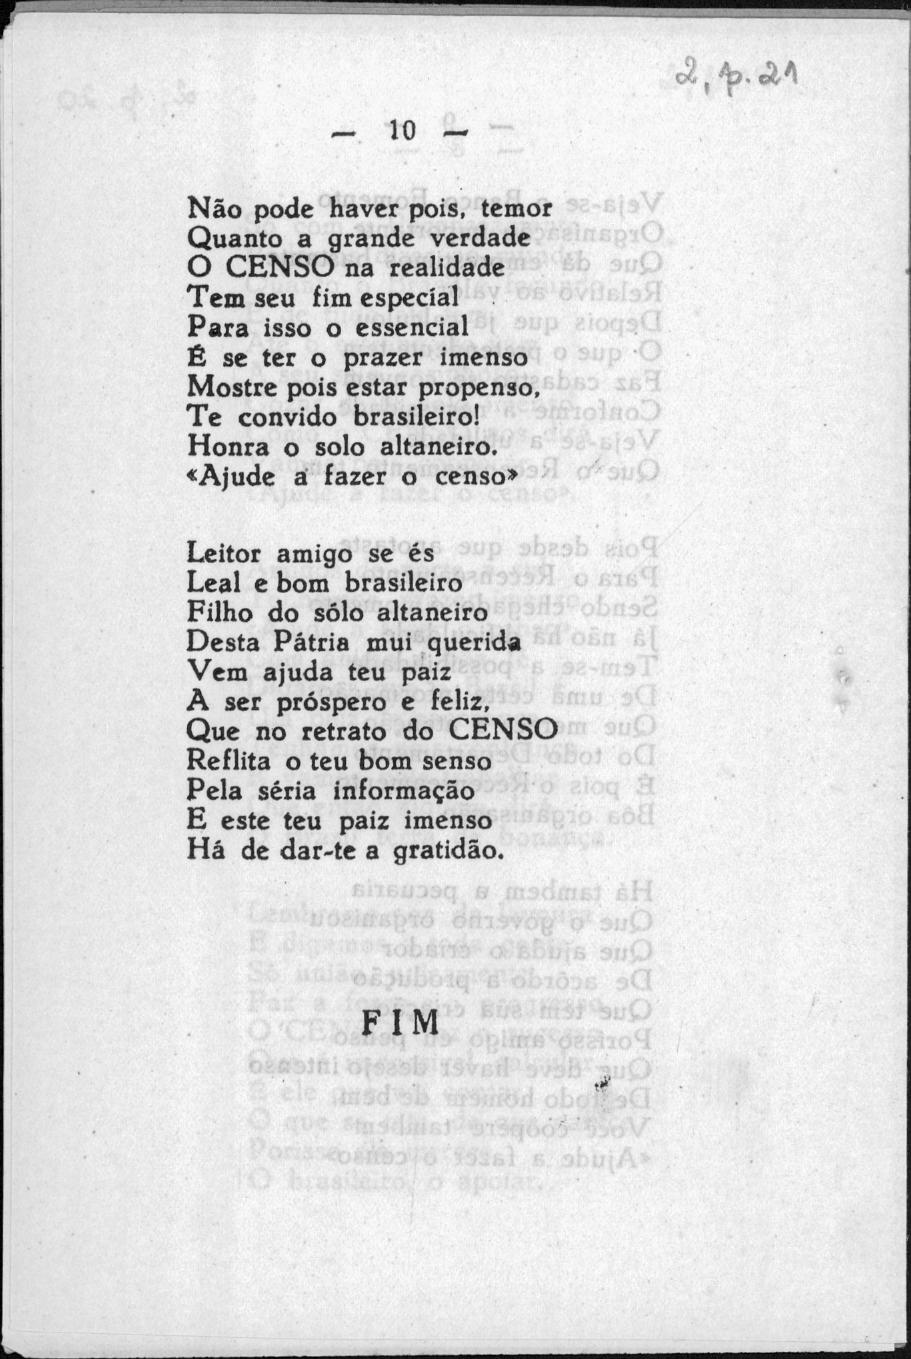 2, p. 21
— 10 —
Não pode haver pois, temor
Quanto a grande verdade
O CENSO na realidade
Tem seu fim especial
Para isso o essencial
É se ter o prazer imenso
Mostre pois estar propenso,
Te convido brasileiro!
Honra o solo altaneiro.
«Ajude a fazer o censo»
Leitor amigo se és
Leal e bom brasileiro
Filho do sólo altaneiro
Desta Pátria mui querida
Vem ajuda teu paiz
A ser próspero e feliz,
Que no retrato do CENSO
Reflita o teu bom senso
Pela séria informação
E este teu paiz imenso
Há de dar-te a gratidão.
FIM